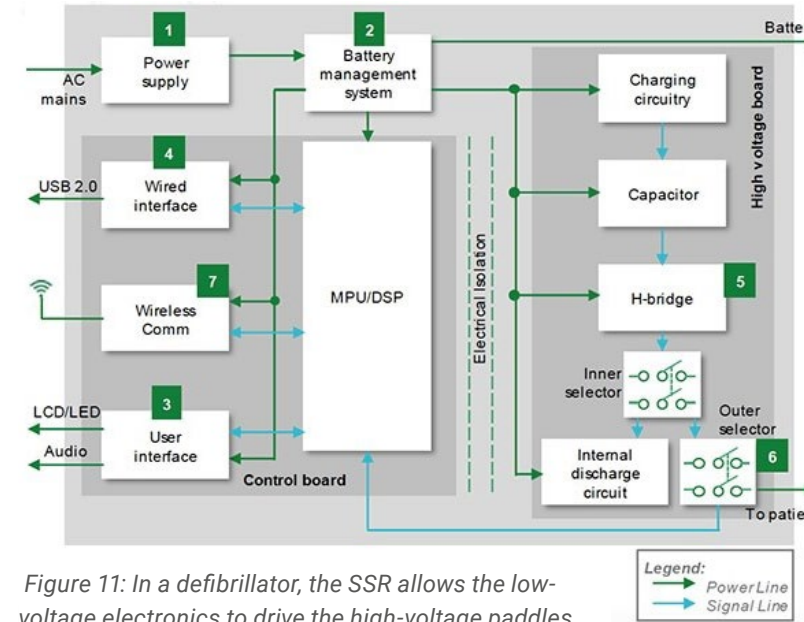 1
Power
supply
AC
mains
2
Battery
management
system
Batte
High voltage board
Charging
circuitry
Capacitor
5
H-bridge
Inner
selector
Outer
selector
6
Internal
discharge
circuit
To patie
4
Wired
interface
USB 2.0
7
Wireless
Comm
3
User
interface
LCD/LED
Audio
MPU/DSP
Control board
Electrical Isolation
Legend:
Power Line
Signal Line
Figure 11: In a defibrillator, the SSR allows the low-
voltage electronics to drive the high-voltage paddles